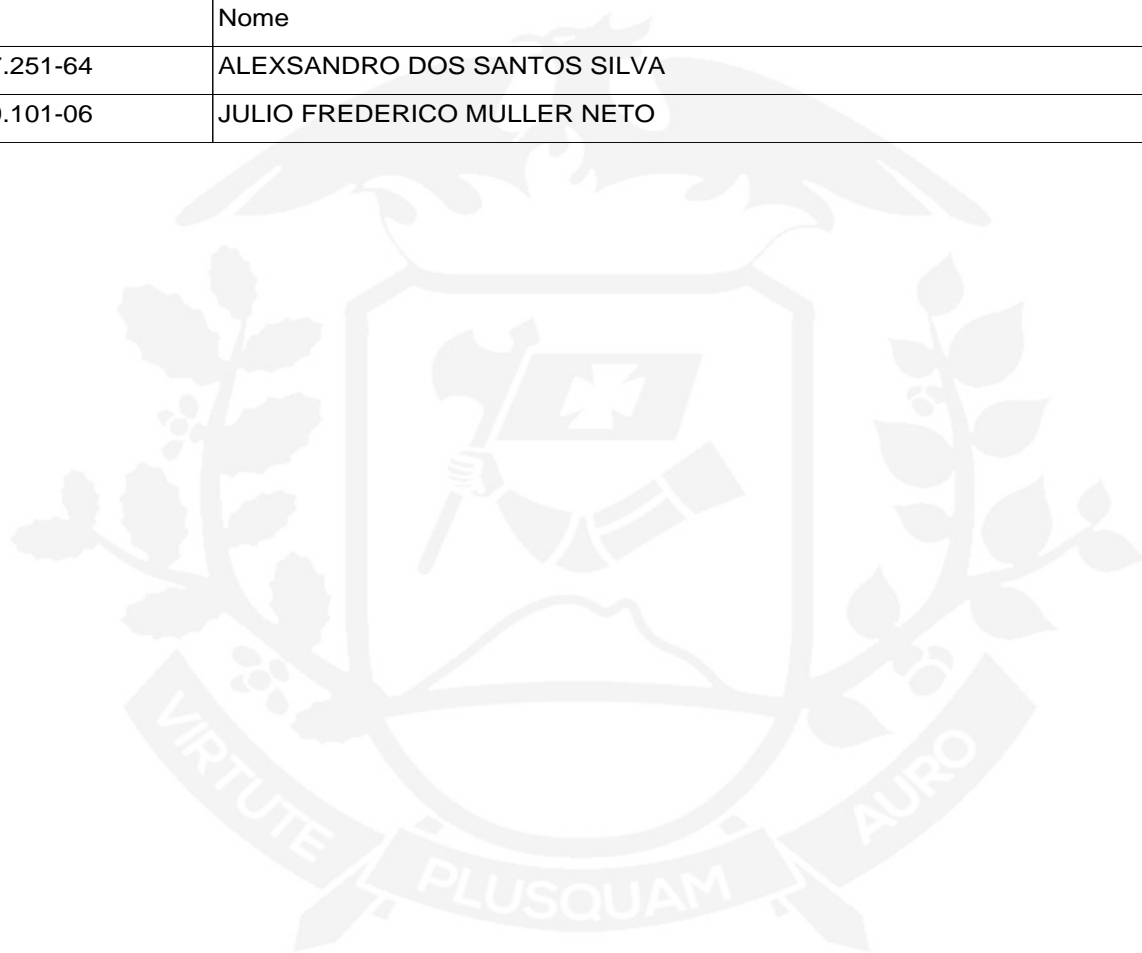 Nome
.251-64 ALEXSANDRO DOS SANTOS SILVA
.101-06 JULIO FREDERICO MULLER NETO
VIRTUTE PLUSQUAM AURO